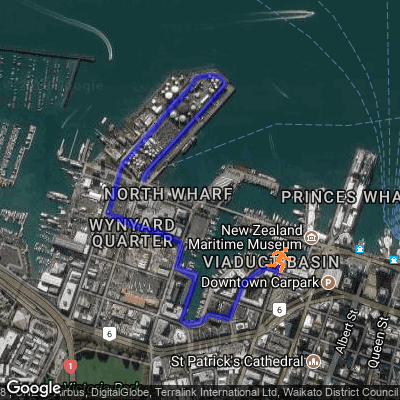 NORTH WHARF
PRINCES WHA
WYNYARD
QUARTER
New Zealand
Maritime Museum
VIADUCT BASIN
Downtown Carpark
P
6
6
Albert St
Queen St
1
St Patrick's Cathedral
Google
Airbus, DigitalGlobe, Terralink International Ltd, Waikato District Council